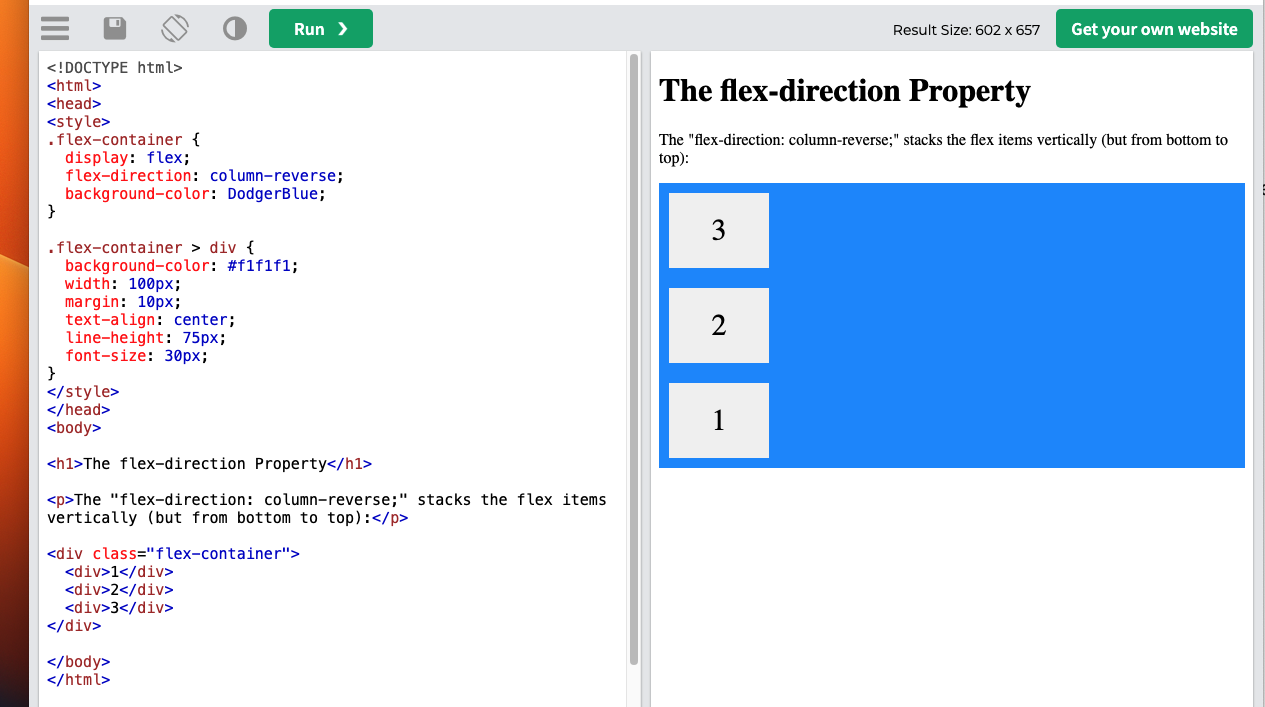 Run ❯
Result Size: 602 x 657
Get your own website
<!DOCTYPE html>
<html>
<head>
<style>
.flex-container {
  display: flex;
  flex-direction: column-reverse;
  background-color: DodgerBlue;
}

.flex-container > div {
  background-color: #f1f1f1;
  width: 100px;
  margin: 10px;
  text-align: center;
  line-height: 75px;
  font-size: 30px;
}
</style>
</head>
<body>

<h1>The flex-direction Property</h1>

<p>The "flex-direction: column-reverse;" stacks the flex items
vertically (but from bottom to top):</p>

<div class="flex-container">
  <div>1</div>
  <div>2</div>
  <div>3</div>
</div>

</body>
</html>
The flex-direction Property
The "flex-direction: column-reverse;" stacks the flex items vertically (but from bottom to
top):
3
2
1